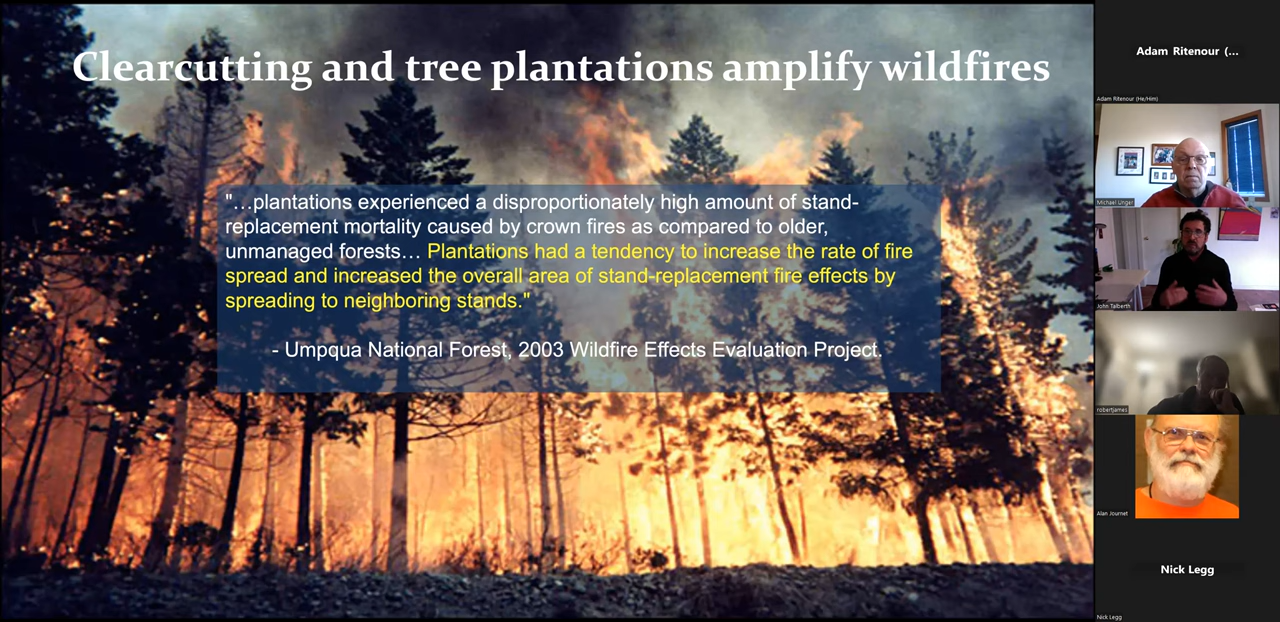 Clearcutting and tree plantations amplify wildfires
"…plantations experienced a disproportionately high amount of stand-
replacement mortality caused by crown fires as compared to older,
unmanaged forests… Plantations had a tendency to increase the rate of fire
spread and increased the overall area of stand-replacement fire effects by
spreading to neighboring stands."
- Umpqua National Forest, 2003 Wildfire Effects Evaluation Project.
Adam Ritenour (...
Adam Ritenour (He/Him)
Michael Unger
John Talberth
robertjames
Alan Journet
Nick Legg
Nick Legg